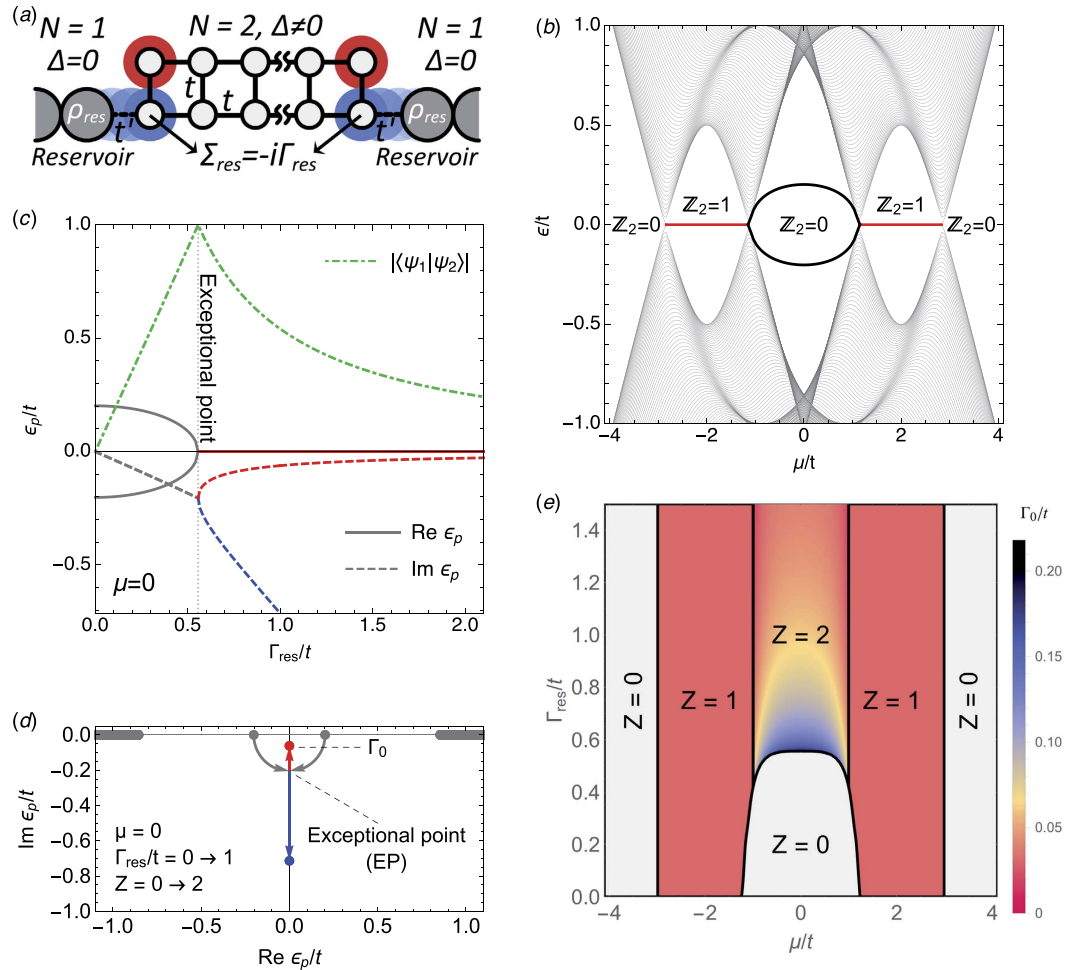 (a)
N = 1
Δ=0
N = 2, Δ≠0
N = 1
Δ=0
ρres
t'
t
t
t'
ρres
Reservoir
Σres=-iΓres
Reservoir
(b)
1.0
0.5
0.0
-0.5
-1.0
ϵ/t
ℤ2=0
ℤ2=1
ℤ2=0
ℤ2=1
ℤ2=0
-4
-2
0
2
4
μ/t
(c)
1.0
0.5
0.0
-0.5
ϵp/t
|⟨ψ1|ψ2⟩|
Exceptional point
Re ϵp
Im ϵp
μ=0
0.0
0.5
1.0
1.5
2.0
Γres/t
(d)
0.0
-0.2
-0.4
-0.6
-0.8
-1.0
Im ϵp/t
Γ0
Exceptional point
(EP)
μ = 0
Γres/t = 0 → 1
Z = 0 → 2
-1.0
-0.5
0.0
0.5
1.0
Re ϵp/t
(e)
1.4
1.2
1.0
0.8
0.6
0.4
0.2
0.0
Γres/t
Z = 0
Z = 1
Z = 2
Z = 1
Z = 0
Z = 0
-4
-2
0
2
4
μ/t
Γ0/t
0.20
0.15
0.10
0.05
0